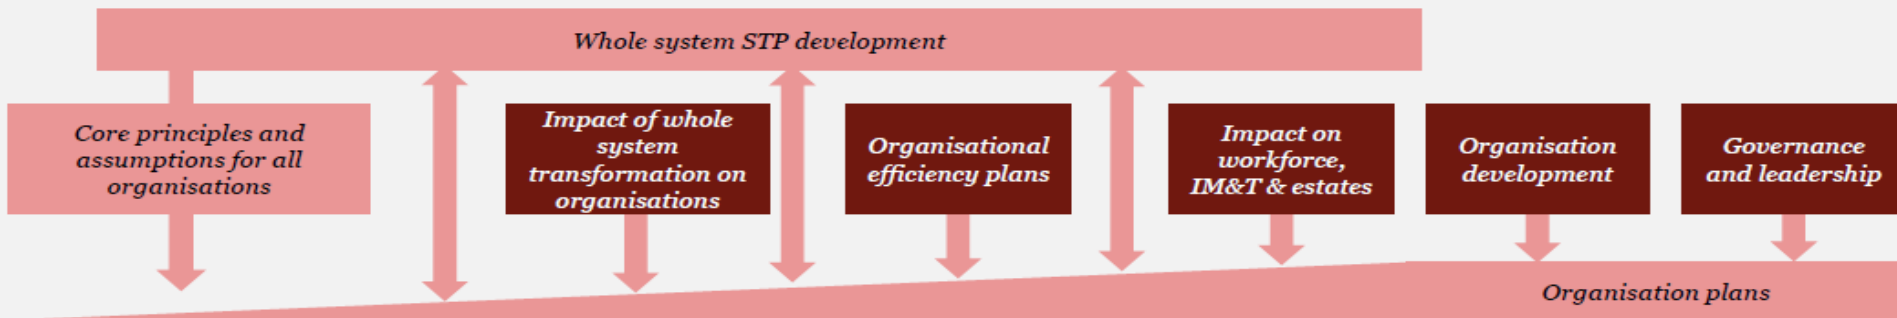 Whole system STP development
Core principles and
assumptions for all
organisations
Impact of whole
system
transformation on
organisations
Organisational
efficiency plans
Impact on
workforce,
IM&T & estates
Organisation
development
Governance
and leadership
Organisation plans